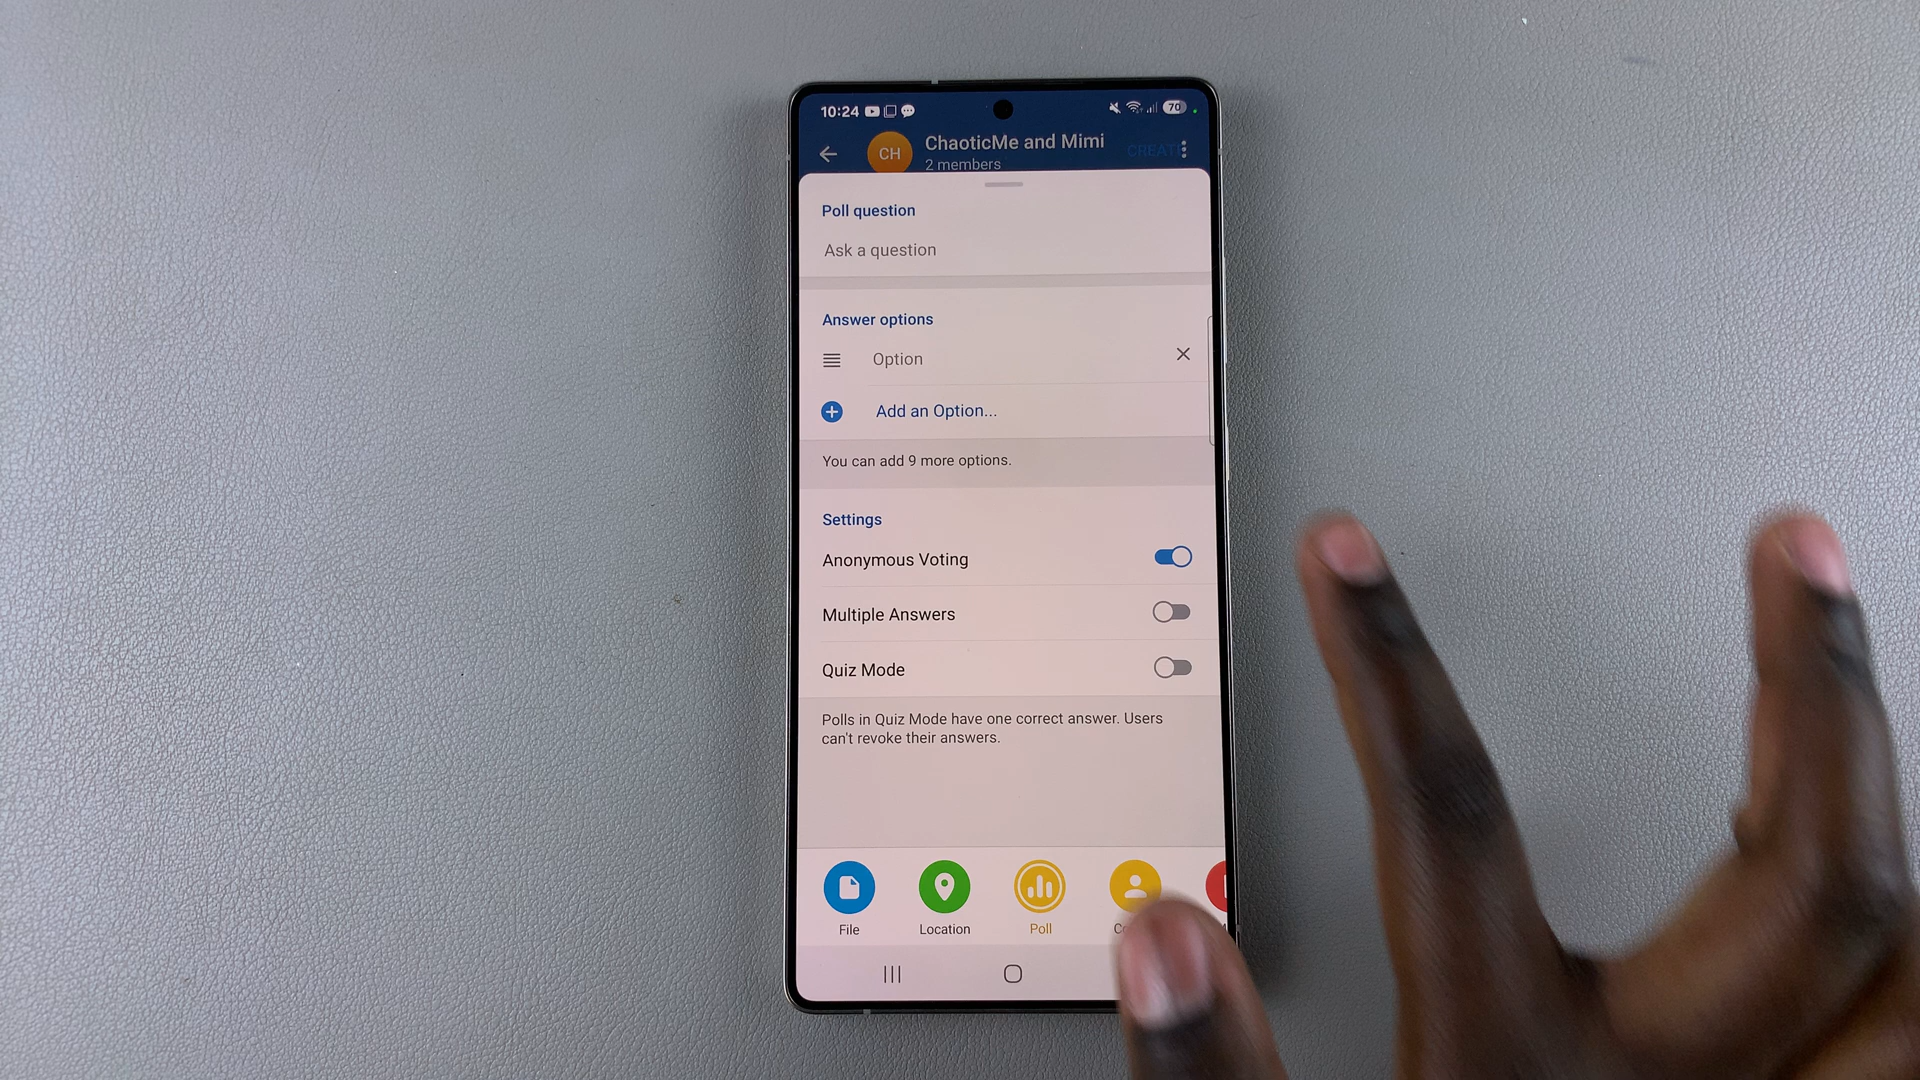 10:24
70
CH
ChaoticMe and Mimi
CREATE
2 members
Poll question
Ask a question
Answer options
Option
Add an Option...
You can add 9 more options.
Settings
Anonymous Voting
Multiple Answers
Quiz Mode
Polls in Quiz Mode have one correct answer. Users
can't revoke their answers.
File
Location
Poll